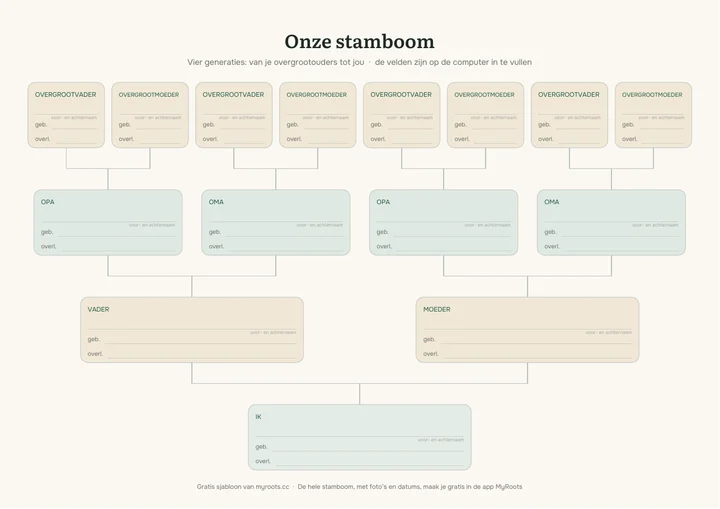 Onze stamboom
Vier generaties: van je overgrootouders tot jou · de velden zijn op de computer in te vullen
OVERGROOTVADER OVERGROOTMOEDER OVERGROOTVADER OVERGROOTMOEDER OVERGROOTVADER OVERGROOTMOEDER OVERGROOTVADER OVERGROOTMOEDER
voor- en achternaam voor- en achternaam voor- en achternaam voor- en achternaam voor- en achternaam voor- en achternaam voor- en achternaam voor- en achternaam
geb. geb. geb. geb. geb. geb. geb. geb.
overl. overl. overl. overl. overl. overl. overl. overl.
OPA OMA OPA OMA
voor- en achternaam voor- en achternaam voor- en achternaam voor- en achternaam
geb. geb. geb. geb.
overl. overl. overl. overl.
VADER MOEDER
voor- en achternaam voor- en achternaam
geb. geb.
overl. overl.
IK
voor- en achternaam
geb.
overl.
Gratis sjabloon van myroots.cc · De hele stamboom, met foto's en datums, maak je gratis in de app MyRoots